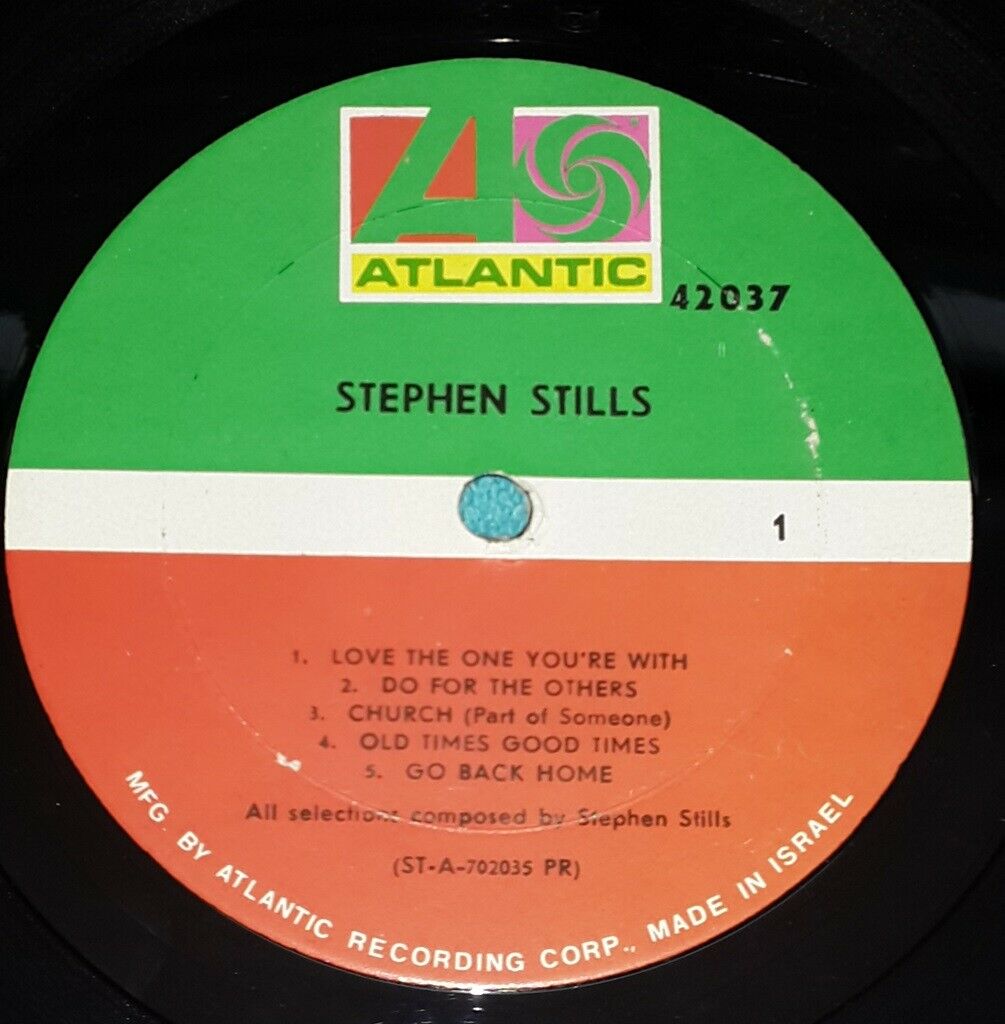 ATLANTIC
42037
STEPHEN STILLS
1
1. LOVE THE ONE YOU'RE WITH
2. DO FOR THE OTHERS
3. CHURCH (Part of Someone)
4. OLD TIMES GOOD TIMES
5. GO BACK HOME
All selections composed by Stephen Stills
(ST-A-702035 PR)
MFG. BY ATLANTIC RECORDING CORP., MADE IN ISRAEL